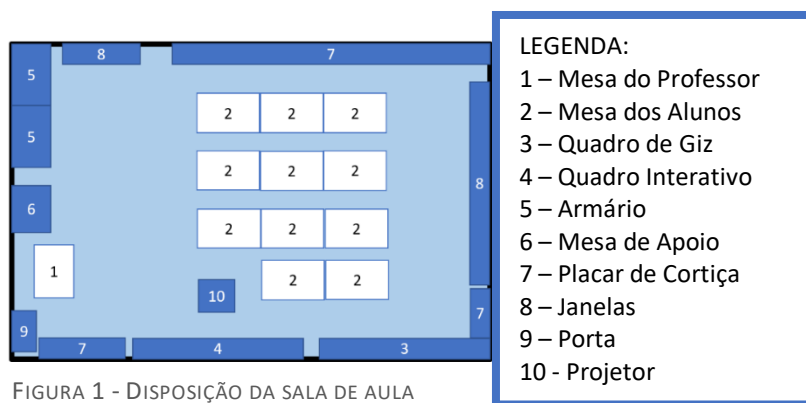 8
7
5
2 2 2
5
8
2 2 2
6
2 2 2
1
2 2
10
7
9
7
4
3
FIGURA 1 - DISPOSIÇÃO DA SALA DE AULA
LEGENDA:
1 – Mesa do Professor
2 – Mesa dos Alunos
3 – Quadro de Giz
4 – Quadro Interativo
5 – Armário
6 – Mesa de Apoio
7 – Placar de Cortiça
8 – Janelas
9 – Porta
10 - Projetor